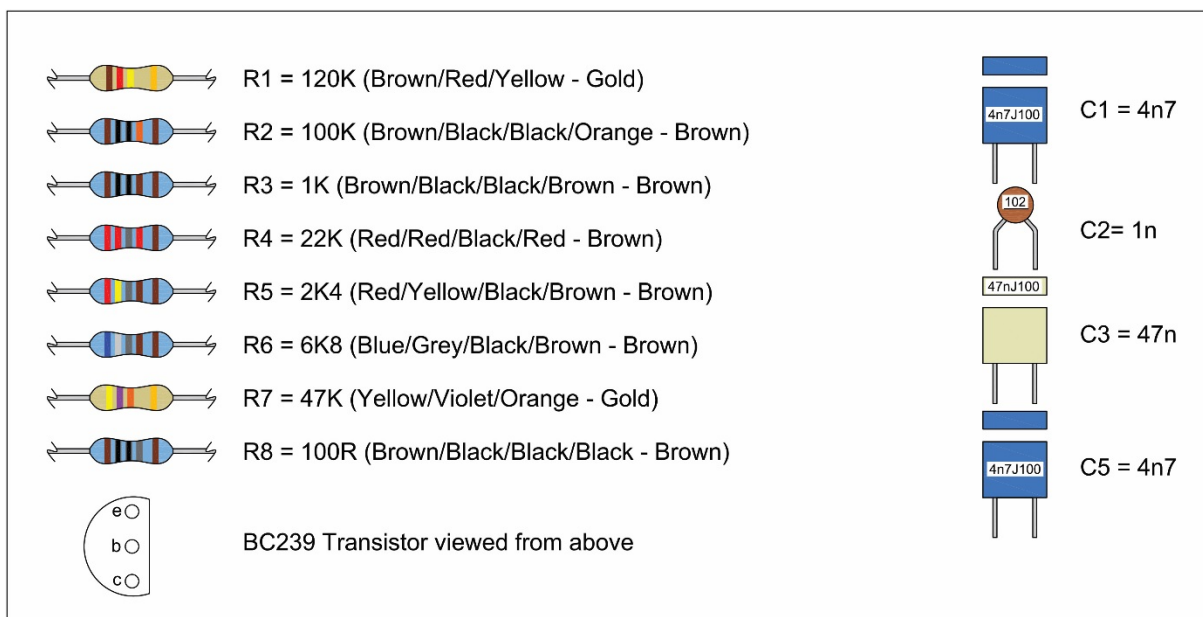 R1 = 120K (Brown/Red/Yellow - Gold)
R2 = 100K (Brown/Black/Black/Orange - Brown)
R3 = 1K (Brown/Black/Black/Brown - Brown)
R4 = 22K (Red/Red/Black/Red - Brown)
R5 = 2K4 (Red/Yellow/Black/Brown - Brown)
R6 = 6K8 (Blue/Grey/Black/Brown - Brown)
R7 = 47K (Yellow/Violet/Orange - Gold)
R8 = 100R (Brown/Black/Black/Black - Brown)
e
b
c
BC239 Transistor viewed from above
4n7J100
C1 = 4n7
102
C2= 1n
47nJ100
C3 = 47n
4n7J100
C5 = 4n7